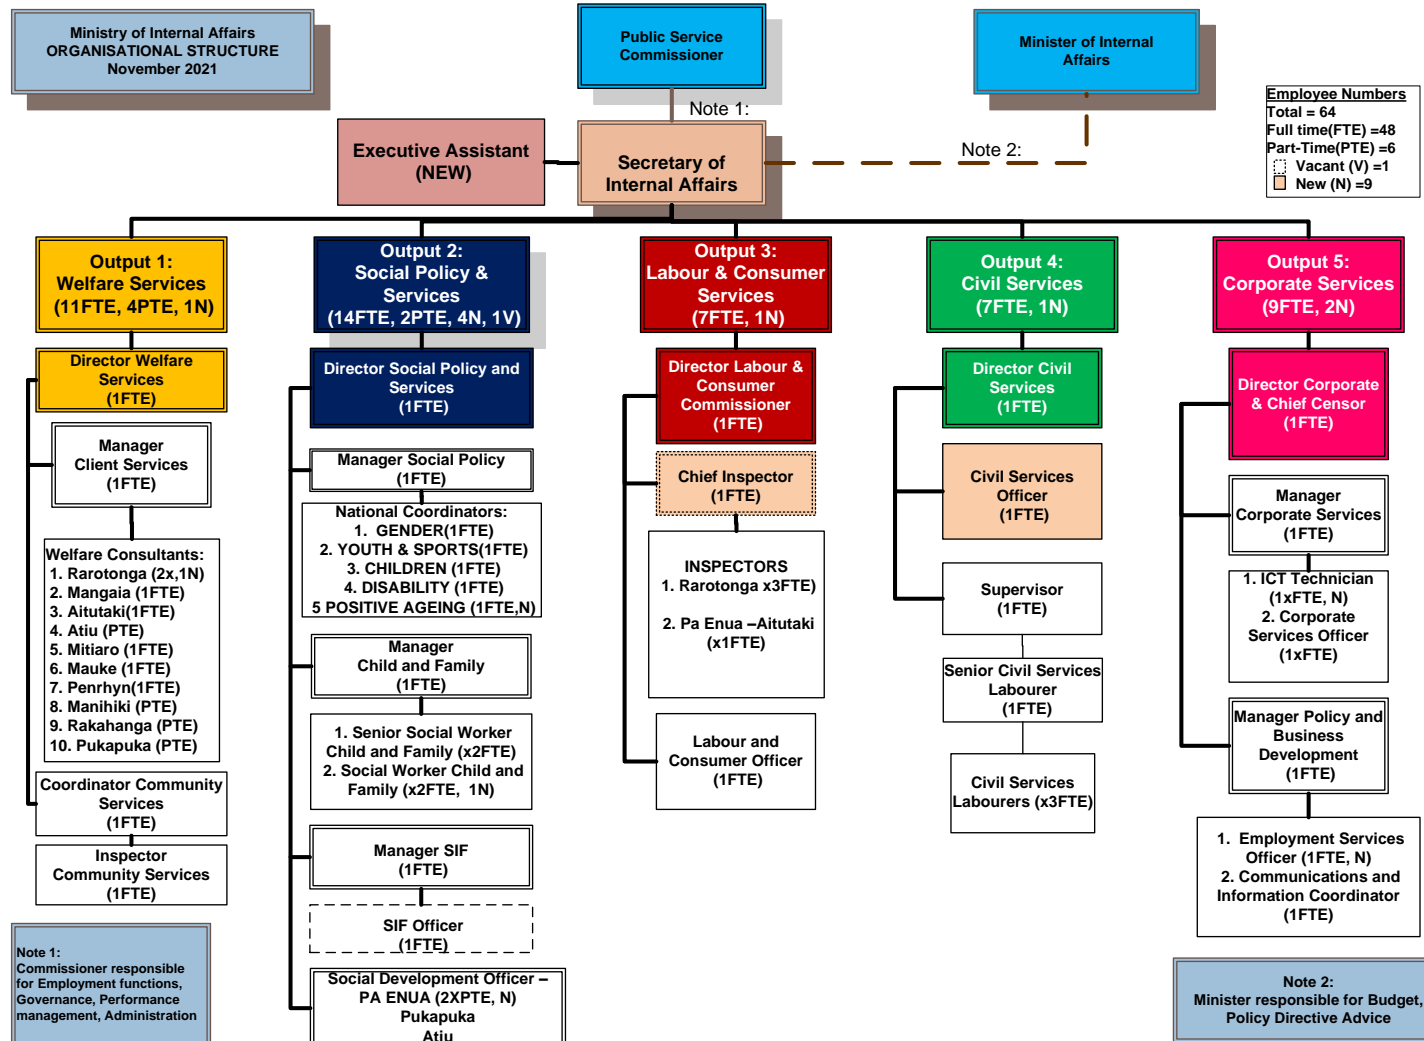 Ministry of Internal Affairs
ORGANISATIONAL STRUCTURE
November 2021
Public Service
Commissioner
Minister of Internal
Affairs
Note 1:
Note 2:
Employee Numbers
Total = 64
Full time(FTE) =48
Part-Time(PTE) =6
Vacant (V) =1
New (N) =9
Executive Assistant
(NEW)
Secretary of
Internal Affairs
Output 1:
Welfare Services
(11FTE, 4PTE, 1N)
Director Welfare
Services
(1FTE)
Manager
Client Services
(1FTE)
Welfare Consultants:
1. Rarotonga (2x,1N)
2. Mangaia (1FTE)
3. Aitutaki(1FTE)
4. Atiu (PTE)
5. Mitiaro (1FTE)
6. Mauke (1FTE)
7. Penrhyn(1FTE)
8. Manihiki (PTE)
9. Rakahanga (PTE)
10. Pukapuka (PTE)
Coordinator Community
Services
(1FTE)
Inspector
Community Services
(1FTE)
Output 2:
Social Policy &
Services
(14FTE, 2PTE, 4N, 1V)
Director Social Policy and
Services
(1FTE)
Manager Social Policy
(1FTE)
National Coordinators:
1. GENDER(1FTE)
2. YOUTH & SPORTS(1FTE)
3. CHILDREN (1FTE)
4. DISABILITY (1FTE)
5 POSITIVE AGEING (1FTE,N)
Manager
Child and Family
(1FTE)
1. Senior Social Worker
Child and Family (x2FTE)
2. Social Worker Child and
Family (x2FTE, 1N)
Manager SIF
(1FTE)
SIF Officer
(1FTE)
Social Development Officer –
PA ENUA (2XPTE, N)
Pukapuka
Atiu
Output 3:
Labour & Consumer
Services
(7FTE, 1N)
Director Labour &
Consumer
Commissioner
(1FTE)
Chief Inspector
(1FTE)
INSPECTORS
1. Rarotonga x3FTE)
2. Pa Enua –Aitutaki
(x1FTE)
Labour and
Consumer Officer
(1FTE)
Output 4:
Civil Services
(7FTE, 1N)
Director Civil
Services
(1FTE)
Civil Services
Officer
(1FTE)
Supervisor
(1FTE)
Senior Civil Services
Labourer
(1FTE)
Civil Services
Labourers (x3FTE)
Output 5:
Corporate Services
(9FTE, 2N)
Director Corporate
& Chief Censor
(1FTE)
Manager
Corporate Services
(1FTE)
1. ICT Technician
(1xFTE, N)
2. Corporate
Services Officer
(1xFTE)
Manager Policy and
Business
Development
(1FTE)
1. Employment Services
Officer (1FTE, N)
2. Communications and
Information Coordinator
(1FTE)
Note 1:
Commissioner responsible
for Employment functions,
Governance, Performance
management, Administration
Note 2:
Minister responsible for Budget,
Policy Directive Advice